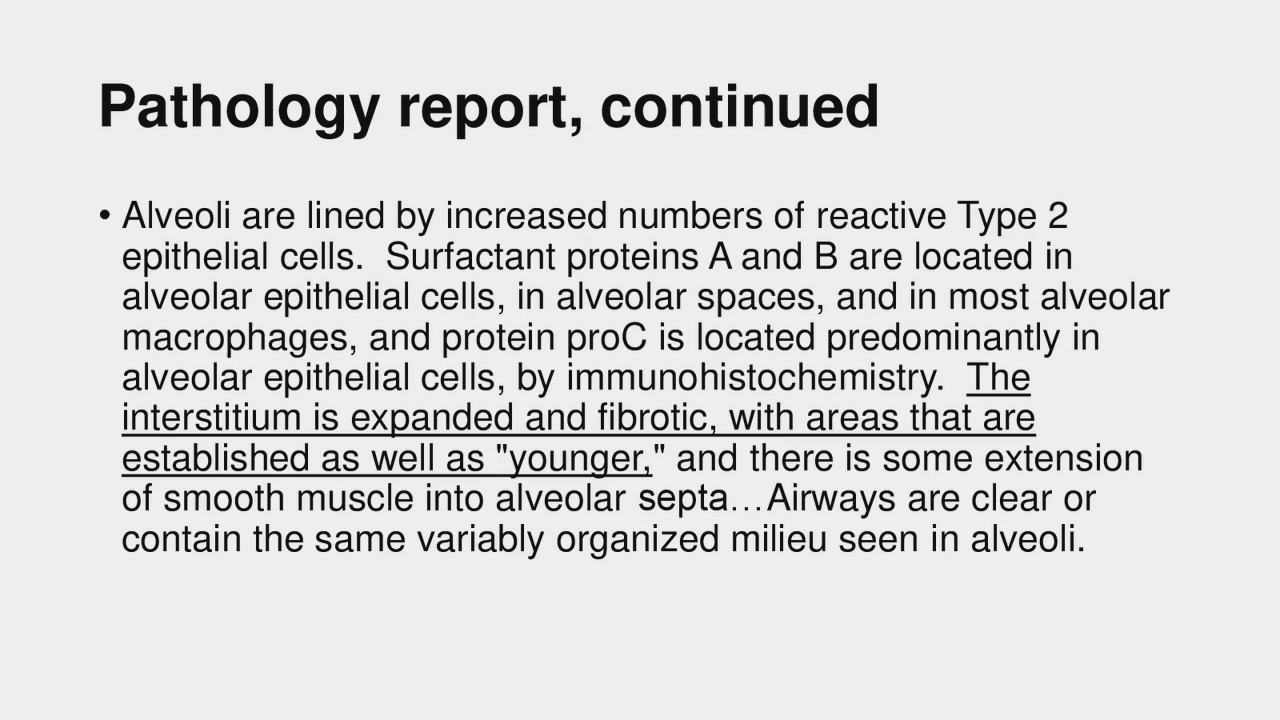 Pathology report, continued
• Alveoli are lined by increased numbers of reactive Type 2
epithelial cells.  Surfactant proteins A and B are located in
alveolar epithelial cells, in alveolar spaces, and in most alveolar
macrophages, and protein proC is located predominantly in
alveolar epithelial cells, by immunohistochemistry.  The
interstitium is expanded and fibrotic, with areas that are
established as well as "younger," and there is some extension
of smooth muscle into alveolar septa…Airways are clear or
contain the same variably organized milieu seen in alveoli.